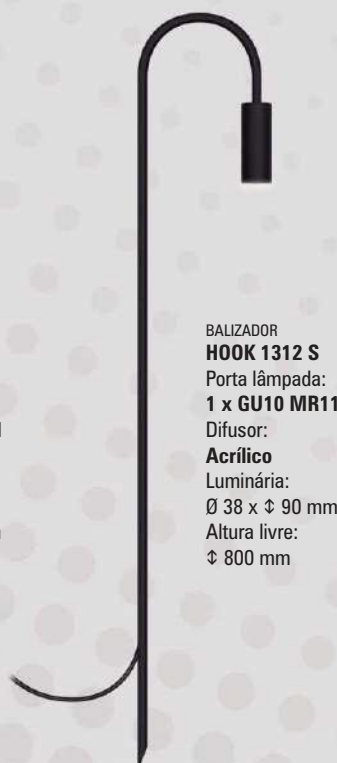 BALIZADOR
HOOK 1312 S
Porta lâmpada:
1 x GU10 MR11
Difusor:
Acrílico
Luminária:
Ø 38 x ⇕ 90 mm
Altura livre:
⇕ 800 mm